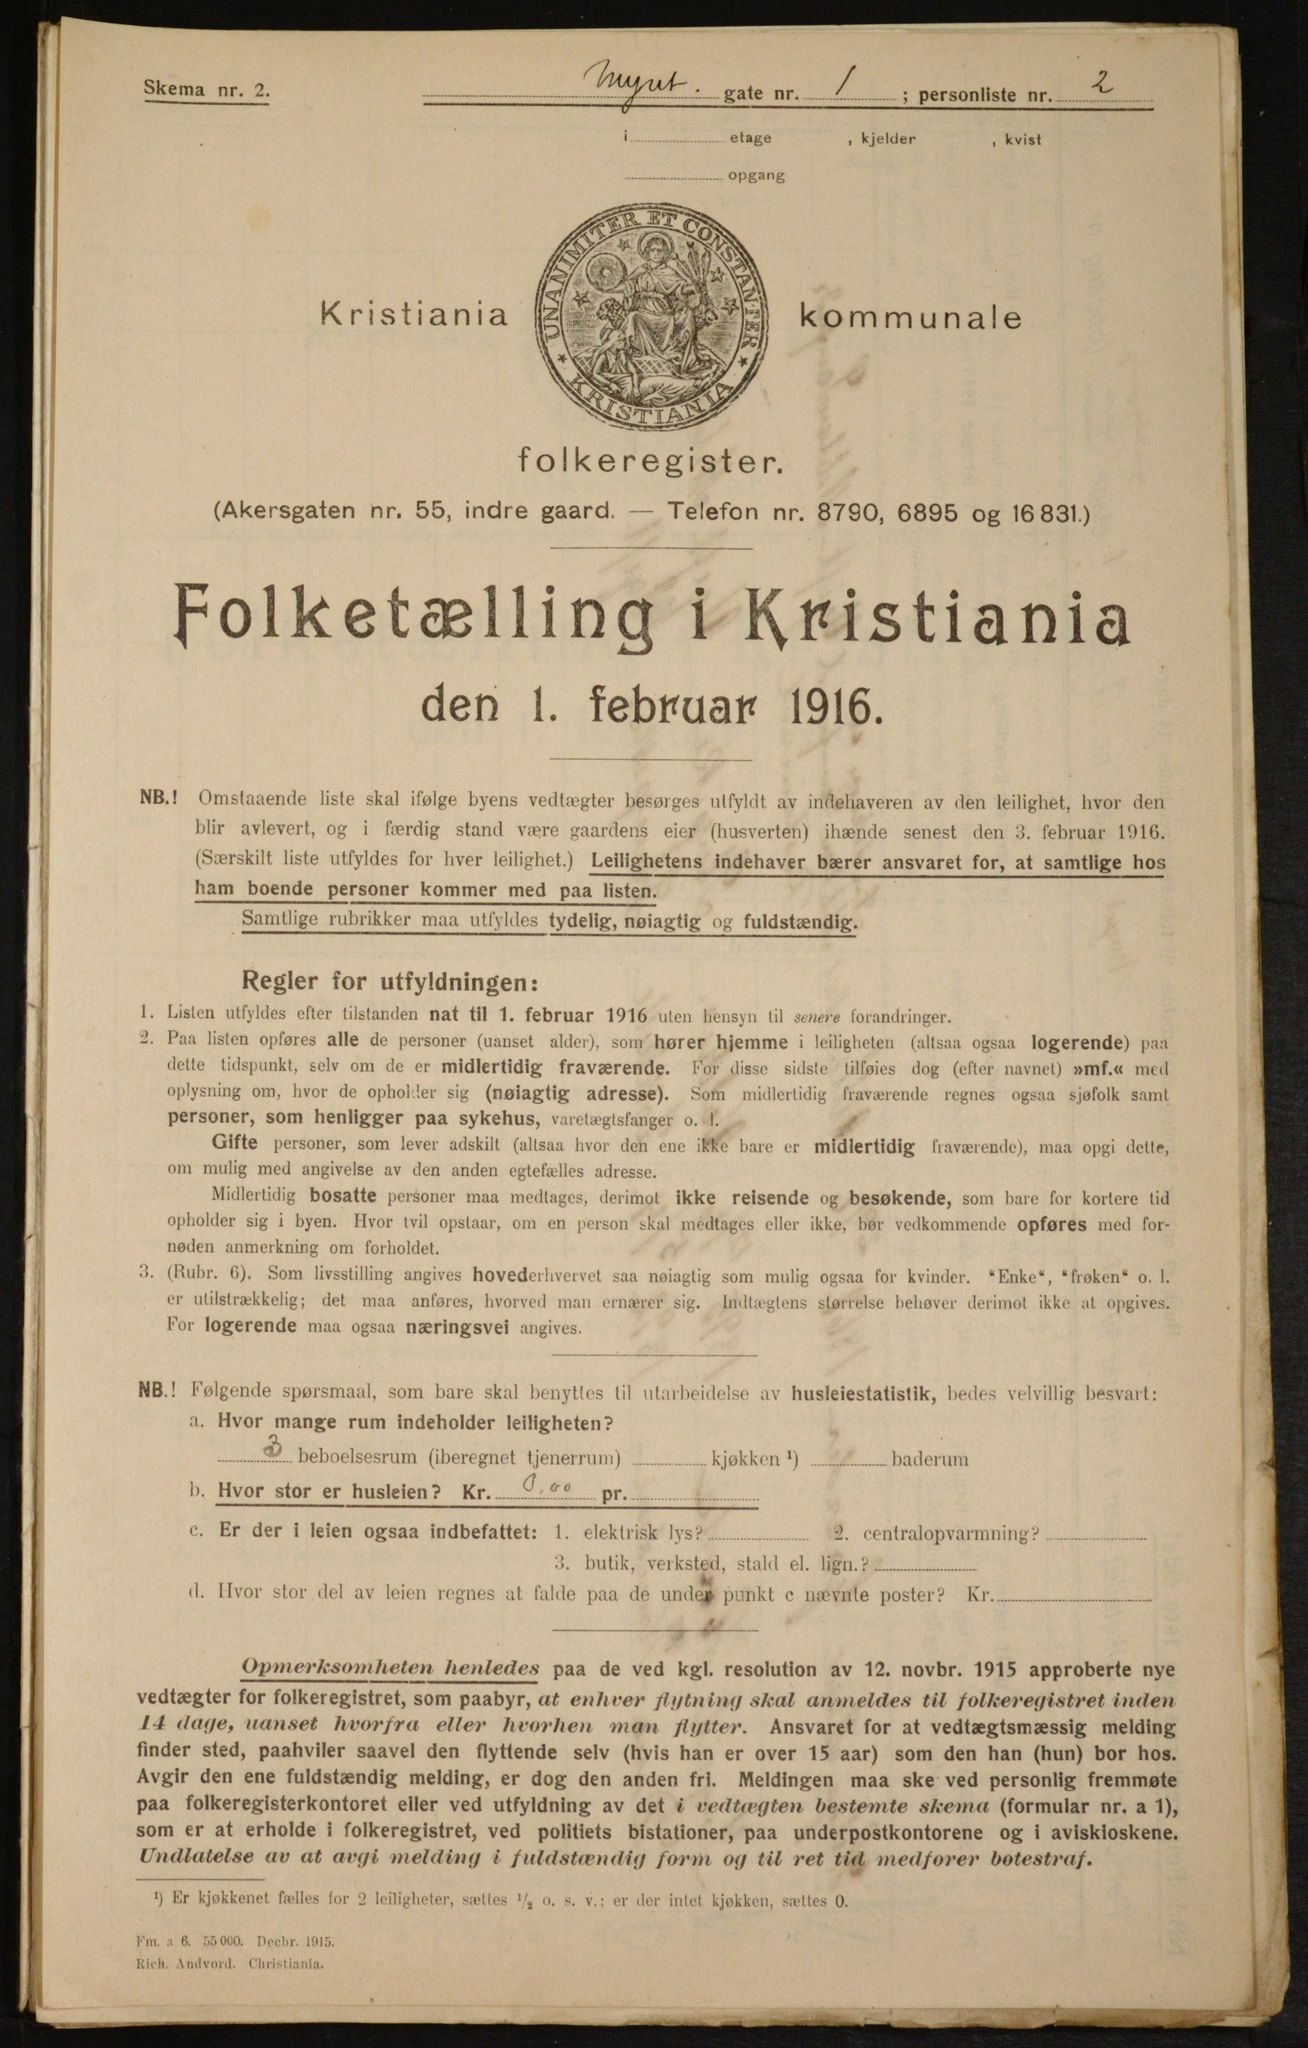 Skema nr. 2.
Myret. gate nr. 1 ; personliste nr. 2
i etage , kjelder , kvist
opgang
UNANIMITER ET CONSTANTER
KRISTIANIA
Kristiania kommunale
folkeregister.
(Akersgaten nr. 55, indre gaard. — Telefon nr. 8790, 6895 og 16 831.)
Folketælling i Kristiania
den 1. februar 1916.
NB.! Omstaaende liste skal ifølge byens vedtægter besørges utfyldt av indehaveren av den leilighet, hvor den
blir avlevert, og i færdig stand være gaardens eier (husverten) ihænde senest den 3. februar 1916.
(Særskilt liste utfyldes for hver leilighet.) Leilighetens indehaver bærer ansvaret for, at samtlige hos
ham boende personer kommer med paa listen.
Samtlige rubrikker maa utfyldes tydelig, nøiagtig og fuldstændig.
Regler for utfyldningen:
1. Listen utfyldes efter tilstanden nat til 1. februar 1916 uten hensyn til senere forandringer.
2. Paa listen opføres alle de personer (uanset alder), som hører hjemme i leiligheten (altsaa ogsaa logerende) paa
dette tidspunkt, selv om de er midlertidig fraværende. For disse sidste tilføies dog (efter navnet) »mf.« med
oplysning om, hvor de opholder sig (nøiagtig adresse). Som midlertidig fraværende regnes ogsaa sjøfolk samt
personer, som henligger paa sykehus, varetægtsfanger o. l.
Gifte personer, som lever adskilt (altsaa hvor den ene ikke bare er midlertidig fraværende), maa opgi dette,
om mulig med angivelse av den anden egtefælles adresse.
Midlertidig bosatte personer maa medtages, derimot ikke reisende og besøkende, som bare for kortere tid
opholder sig i byen. Hvor tvil opstaar, om en person skal medtages eller ikke, bør vedkommende opføres med for-
nøden anmerkning om forholdet.
3. (Rubr. 6). Som livsstilling angives hovederhvervet saa nøiagtig som mulig ogsaa for kvinder. "Enke", "frøken" o. l.
er utilstrækkelig; det maa anføres, hvorved man ernærer sig. Indtægtens størrelse behøver derimot ikke at opgives.
For logerende maa ogsaa næringsvei angives.
NB.! Følgende spørsmaal, som bare skal benyttes til utarbeidelse av husleiestatistik, bedes velvillig besvart:
a. Hvor mange rum indeholder leiligheten?
3 beboelsesrum (iberegnet tjenerrum) kjøkken ¹) baderum
b. Hvor stor er husleien? Kr. 0.00 pr.
c. Er der i leien ogsaa indbefattet: 1. elektrisk lys? 2. centralopvarmning?
3. butik, verksted, stald el. lign.?
d. Hvor stor del av leien regnes at falde paa de under punkt c nævnte poster? Kr.
Opmerksomheten henledes paa de ved kgl. resolution av 12. novbr. 1915 approberte nye
vedtægter for folkeregistret, som paabyr, at enhver flytning skal anmeldes til folkeregistret inden
14 dage, uanset hvorfra eller hvorhen man flytter. Ansvaret for at vedtægtsmæssig melding
finder sted, paahviler saavel den flyttende selv (hvis han er over 15 aar) som den han (hun) bor hos.
Avgir den ene fuldstændig melding, er dog den anden fri. Meldingen maa ske ved personlig fremmøte
paa folkeregisterkontoret eller ved utfyldning av det i vedtægten bestemte skema (formular nr. a 1),
som er at erholde i folkeregistret, ved politiets bistationer, paa underpostkontorene og i aviskioskene.
Undlatelse av at avgi melding i fuldstændig form og til ret tid medfører bøtestraf.
¹) Er kjøkkenet fælles for 2 leiligheter, sættes ¹/₂ o. s. v.; er der intet kjøkken, sættes 0.
Fm. a 6. 55 000. Decbr. 1915.
Rich. Andvord. Christiania.